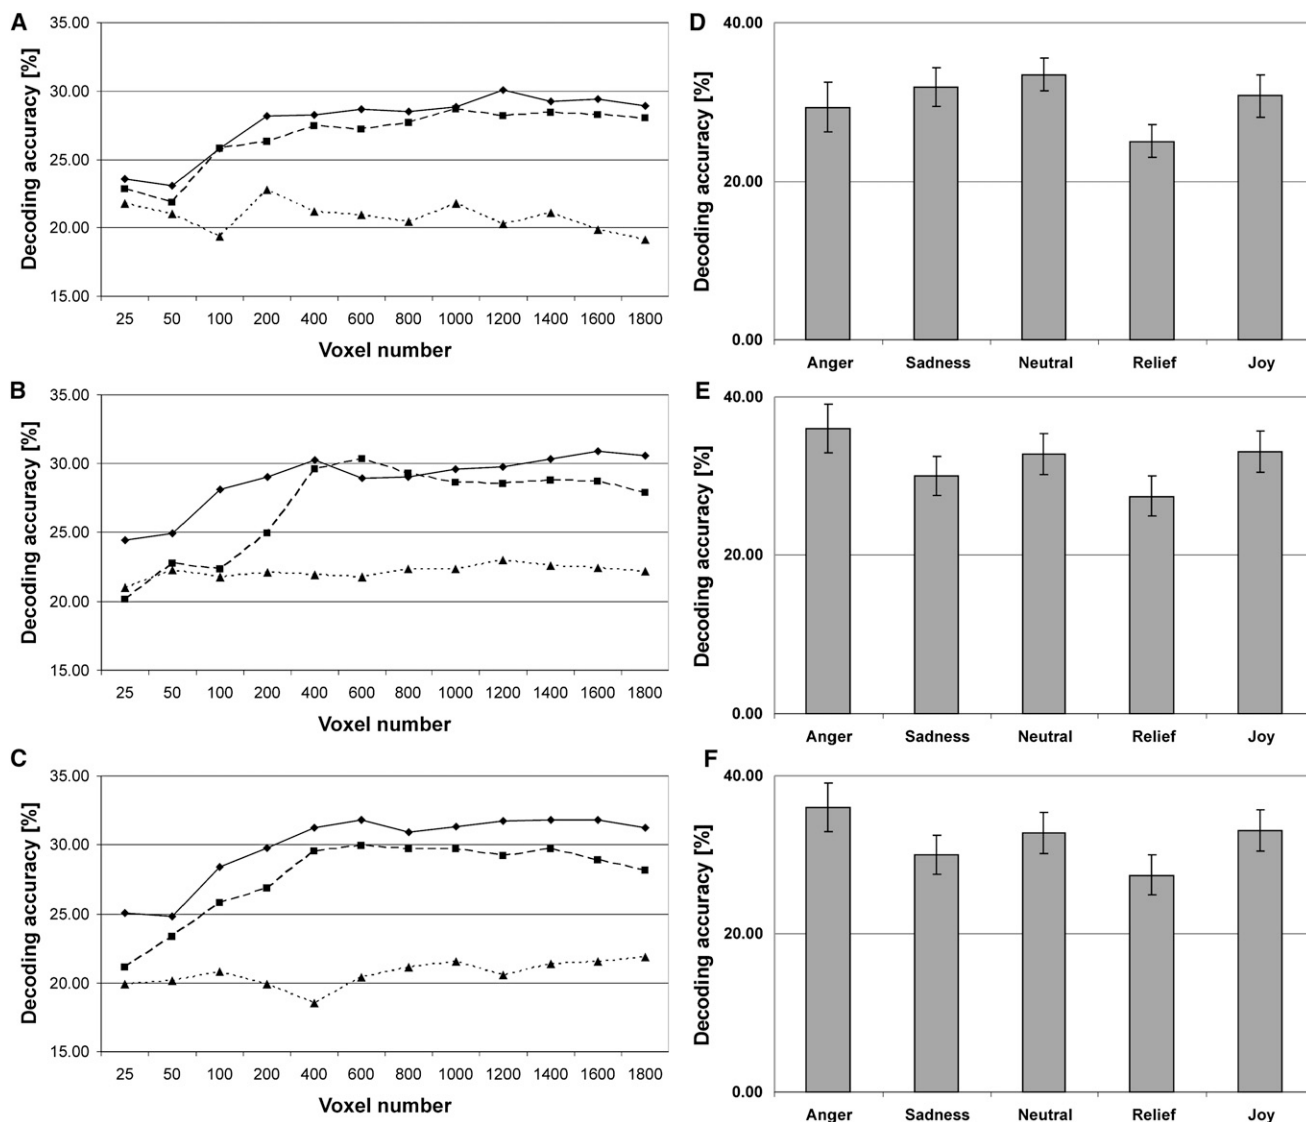 A
Decoding accuracy [%]
35.00
30.00
25.00
20.00
15.00
25 50 100 200 400 600 800 1000 1200 1400 1600 1800
Voxel number
B
Decoding accuracy [%]
35.00
30.00
25.00
20.00
15.00
25 50 100 200 400 600 800 1000 1200 1400 1600 1800
Voxel number
C
Decoding accuracy [%]
35.00
30.00
25.00
20.00
15.00
25 50 100 200 400 600 800 1000 1200 1400 1600 1800
Voxel number
D
Decoding accuracy [%]
40.00
20.00
0.00
Anger Sadness Neutral Relief Joy
E
Decoding accuracy [%]
40.00
20.00
0.00
Anger Sadness Neutral Relief Joy
F
Decoding accuracy [%]
40.00
20.00
0.00
Anger Sadness Neutral Relief Joy